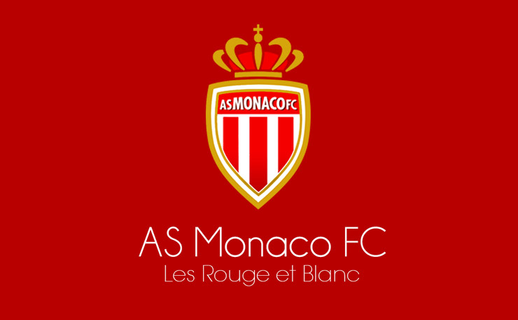 ASMONACOFC
AS Monaco FC
Les Rouge et Blanc